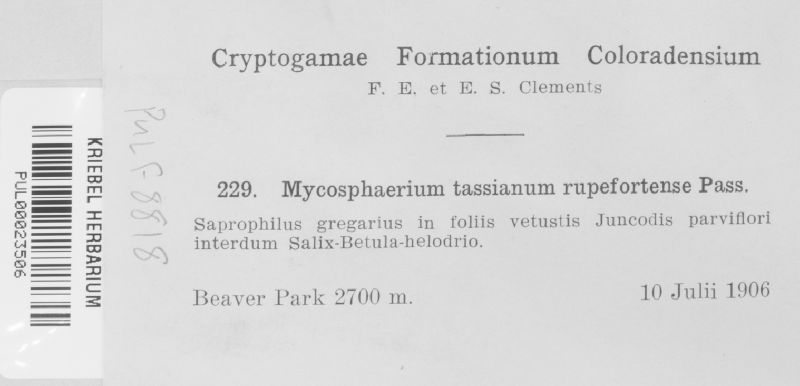 Cryptogamae Formationum Coloradensium
F. E. et E. S. Clements
229. Mycosphaerium tassianum rupefortense Pass.
Saprophilus gregarius in foliis vetustis Juncodis parviflori
interdum Salix-Betula-helodrio.
Beaver Park 2700 m.
10 Julii 1906
PUL F-8818
KRIEBEL HERBARIUM
PUL00023506